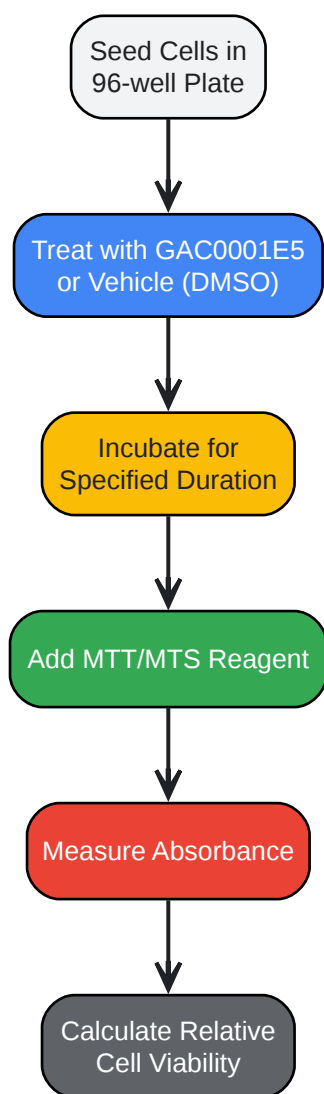 Seed Cells in
96-well Plate
Treat with GAC0001E5
or Vehicle (DMSO)
Incubate for
Specified Duration
Add MTT/MTS Reagent
Measure Absorbance
Calculate Relative
Cell Viability